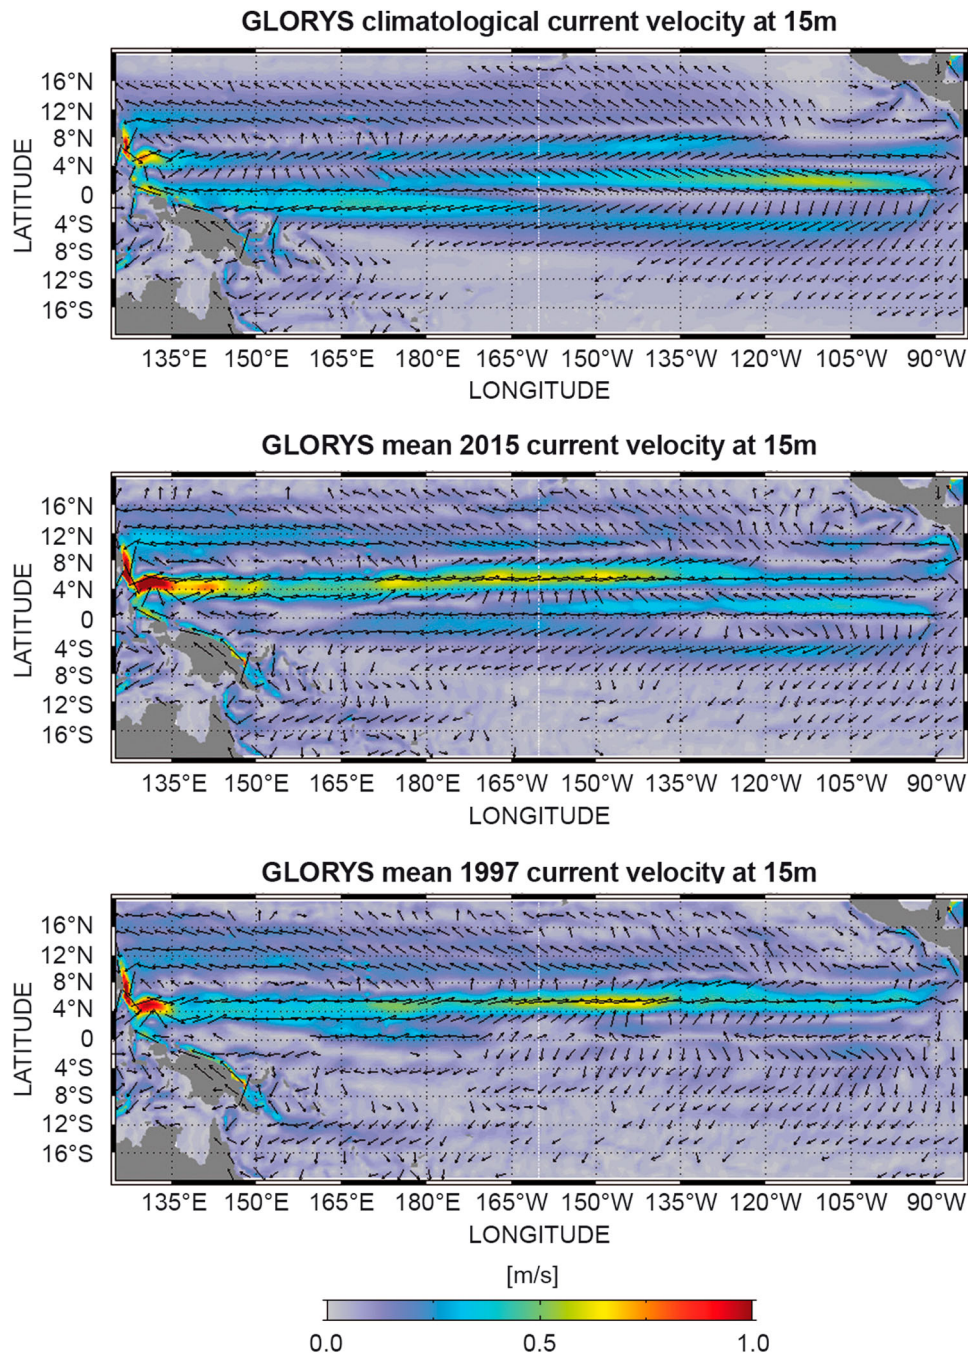 GLORYS climatological current velocity at 15m
LATITUDE
16°N
12°N
8°N
4°N
0
4°S
8°S
12°S
16°S
135°E 150°E 165°E 180°E 165°W 150°W 135°W 120°W 105°W 90°W
LONGITUDE
GLORYS mean 2015 current velocity at 15m
LATITUDE
16°N
12°N
8°N
4°N
0
4°S
8°S
12°S
16°S
135°E 150°E 165°E 180°E 165°W 150°W 135°W 120°W 105°W 90°W
LONGITUDE
GLORYS mean 1997 current velocity at 15m
LATITUDE
16°N
12°N
8°N
4°N
0
4°S
8°S
12°S
16°S
135°E 150°E 165°E 180°E 165°W 150°W 135°W 120°W 105°W 90°W
LONGITUDE
[m/s]
0.0 0.5 1.0